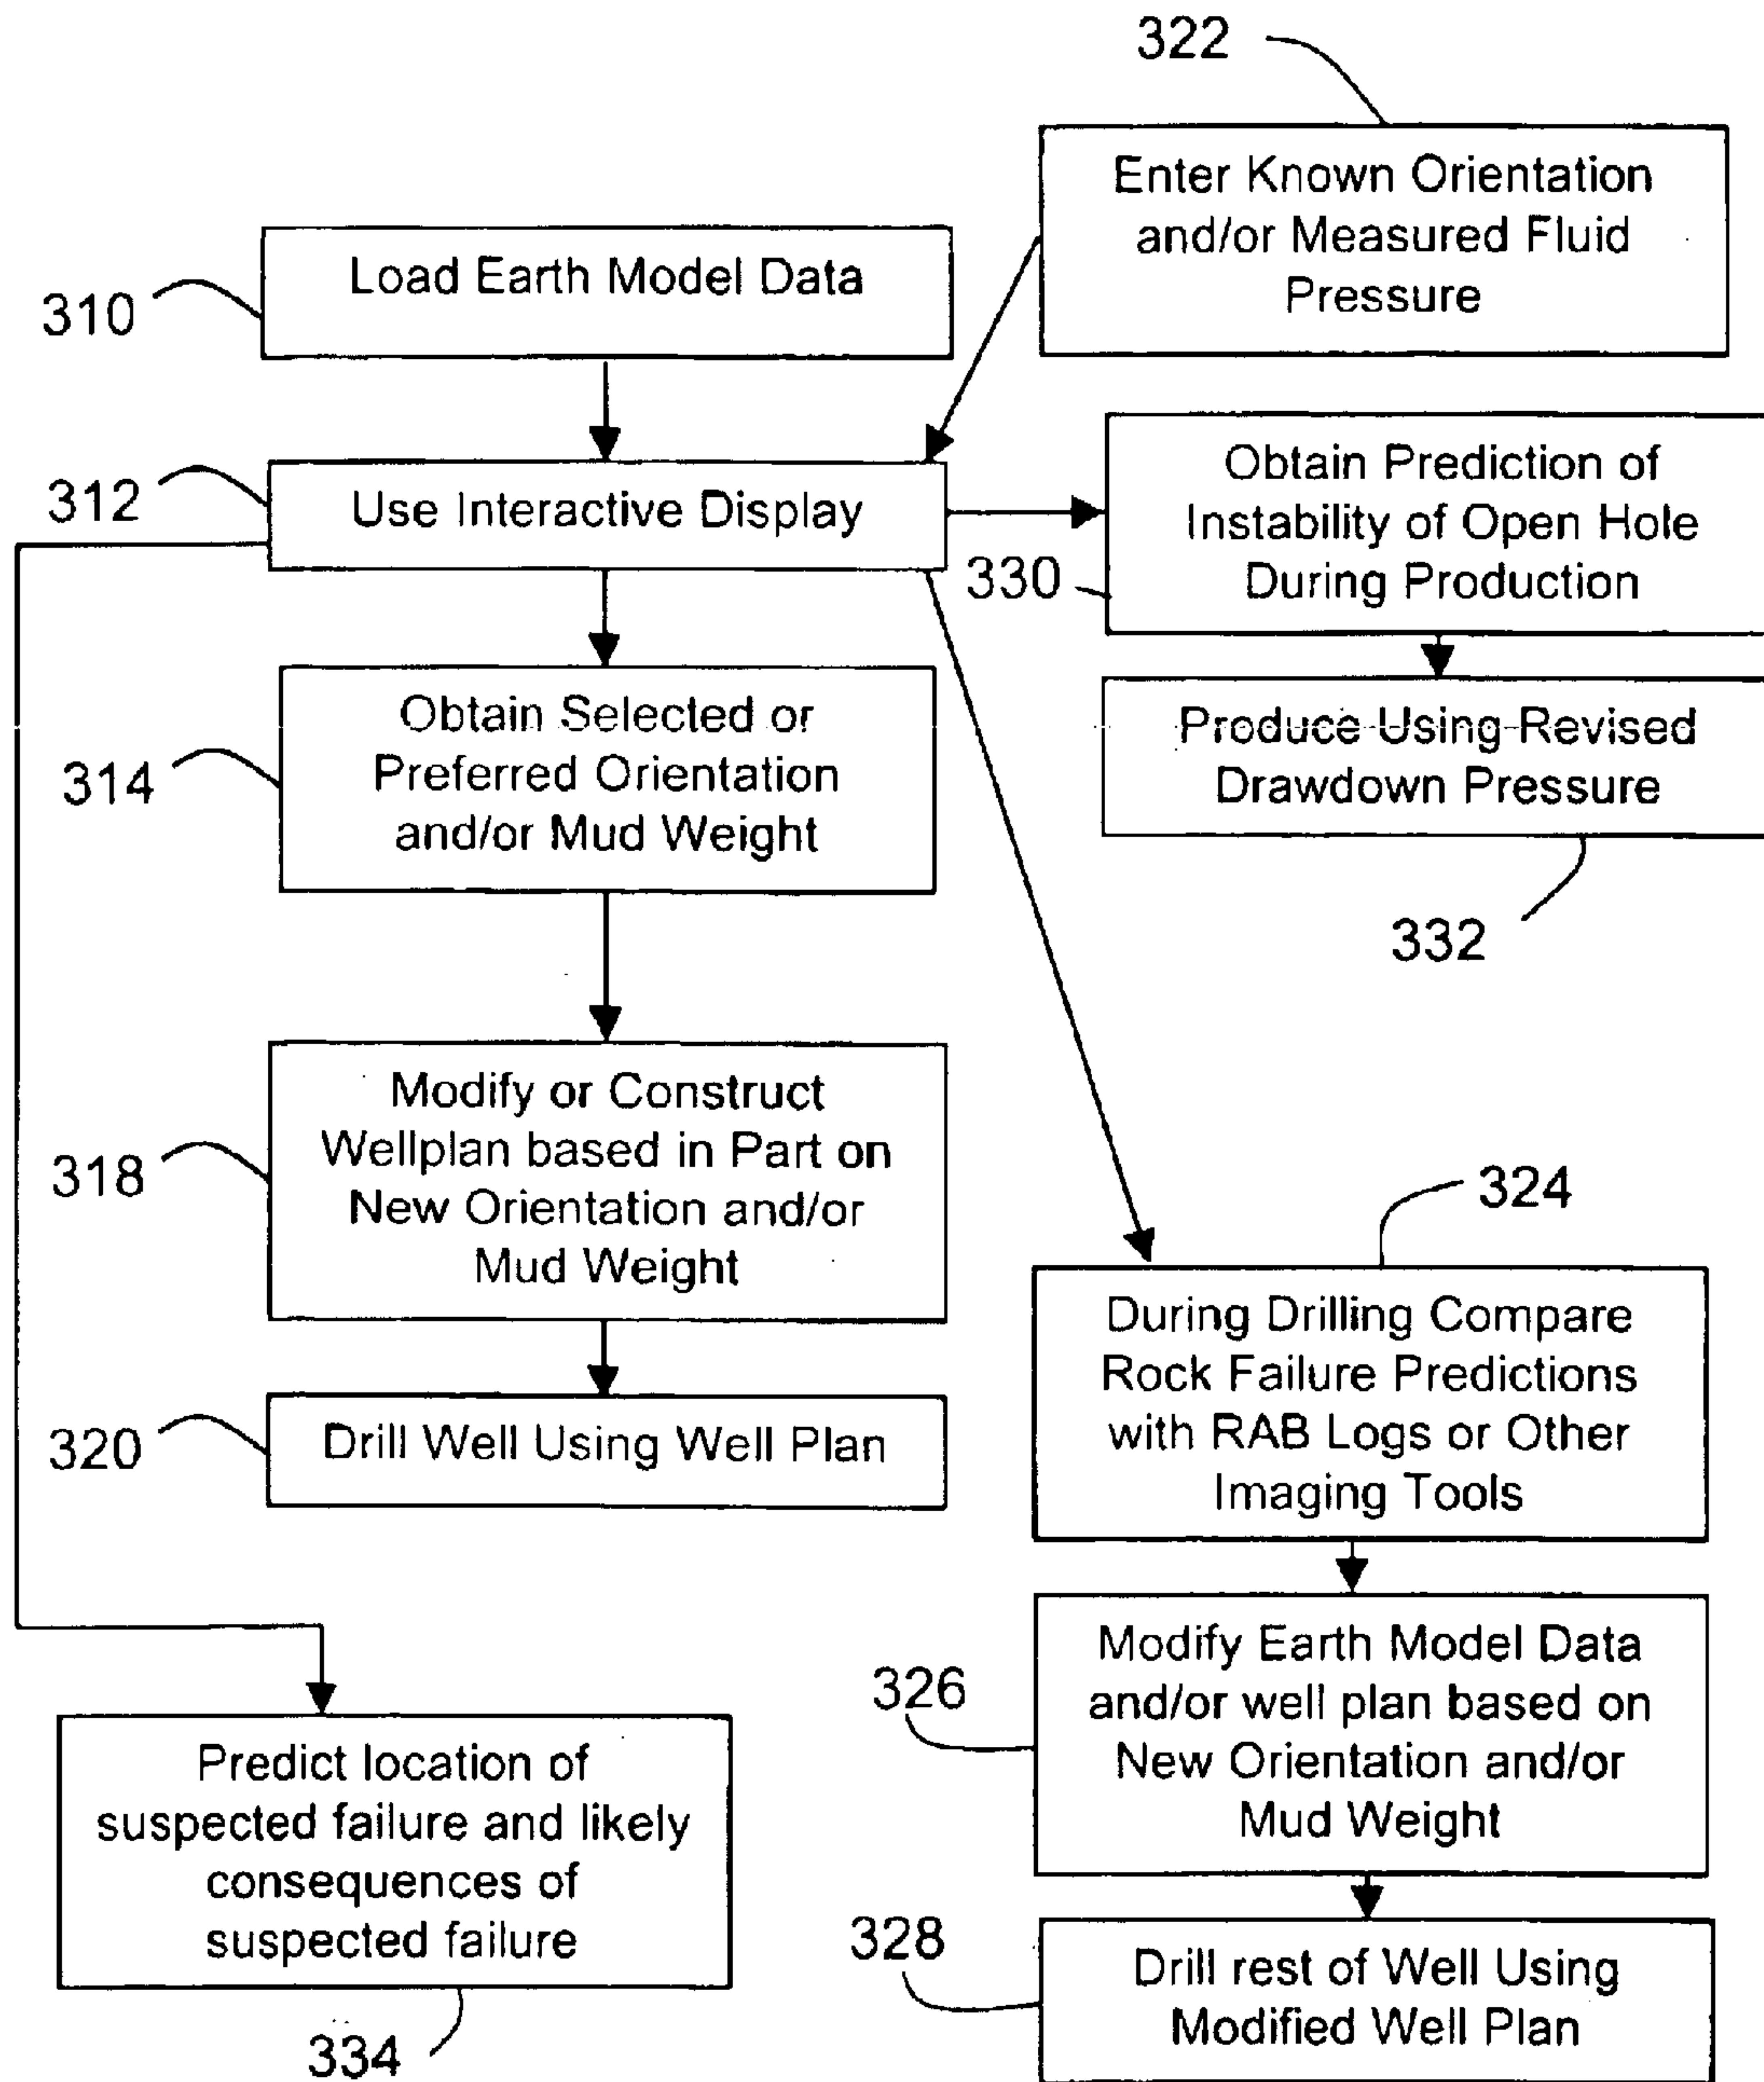 322
Enter Known Orientation
and/or Measured Fluid
Pressure
Load Earth Model Data
310
312
Use Interactive Display
Obtain Prediction of
Instability of Open Hole
During Production
330
Obtain Selected or
Preferred Orientation
and/or Mud Weight
314
Produce Using Revised
Drawdown Pressure
332
Modify or Construct
Wellplan based in Part on
New Orientation and/or
Mud Weight
318
324
During Drilling Compare
Rock Failure Predictions
with RAB Logs or Other
Imaging Tools
320
Drill Well Using Well Plan
Modify Earth Model Data
and/or well plan based on
New Orientation and/or
Mud Weight
326
Predict location of
suspected failure and likely
consequences of
suspected failure
334
328
Drill rest of Well Using
Modified Well Plan